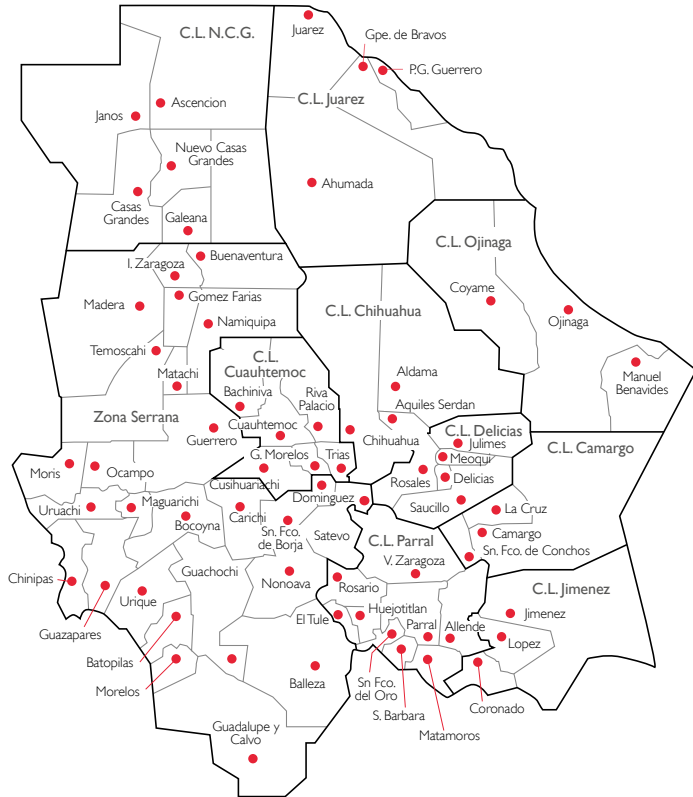 C.L. N.C.G.
Juarez
Gpe. de Bravos
P.G. Guerrero
C.L. Juarez
Ascencion
Janos
Nuevo Casas
Grandes
Ahumada
Casas
Grandes
Galeana
C.L. Ojinaga
Buenaventura
I. Zaragoza
Coyame
Gomez Farias
Madera
C.L. Chihuahua
Ojinaga
Namiquipa
Temoscahi
C.L.
Cuauhtemoc
Manuel
Benavides
Matachi
Aldama
Bachiniva
Riva
Palacio
Aquiles Serdan
Zona Serrana
Cuauhtemoc
C.L. Delicias
Guerrero
Chihuahua
Julimes
C.L. Camargo
G. Morelos
Trias
Meoqui
Moris
Ocampo
Rosales
Delicias
Cusihuriachi
Dominguez
Maguarichi
Uruachi
Carichi
Saucillo
La Cruz
Bocoyna
Sn. Fco.
de Borja
Satevo
Camargo
C.L. Parral
Sn. Fco. de Conchos
V. Zaragoza
Guachochi
Chinipas
Nonoava
Rosario
C.L. Jimenez
Urique
Huejotitlan
Jimenez
El Tule
Parral
Allende
Guazapares
Lopez
Batopilas
Balleza
Sn Fco.
del Oro
Morelos
S. Barbara
Coronado
Guadalupe y
Calvo
Matamoros